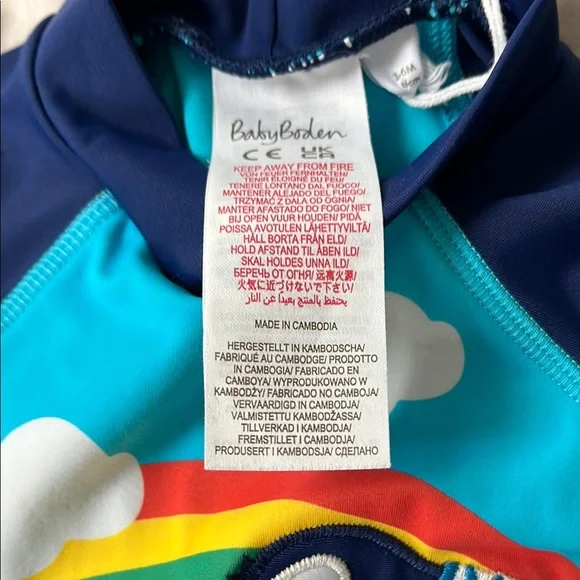 3-6M
BabyBoden
CE UK CA
KEEP AWAY FROM FIRE
VON FEUER FERNHALTEN/
TENIR ÉLOIGNÉ DU FEU/
TENERE LONTANO DAL FUOCO/
MANTENER ALEJADO DEL FUEGO/
TRZYMAĆ Z DALA OD OGNIA/
MANTER AFASTADO DO FOGO/ NIET
BIJ OPEN VUUR HOUDEN/ PIDÄ
POISSA AVOTULEN LÄHETTYVILTÄ/
HÅLL BORTA FRÅN ELD/
HOLD AFSTAND TIL ÅBEN ILD/
SKAL HOLDES UNNA ILD/
БЕРЕЧЬ ОТ ОГНЯ/ 远离火源/
火気に近づけないで下さい/
يحتفظ بالمنتج بعيداً عن النار
MADE IN CAMBODIA
HERGESTELLT IN KAMBODSCHA/
FABRIQUÉ AU CAMBODGE/ PRODOTTO
IN CAMBOGIA/ FABRICADO EN
CAMBOYA/ WYPRODUKOWANO W
KAMBODŻY/ FABRICADO NO CAMBOJA/
VERVAARDIGD IN CAMBODJA/
VALMISTETTU KAMBODŽASSA/
TILLVERKAD I KAMBODJA/
FREMSTILLET I CAMBODJA/
PRODUSERT I KAMBODSJA/ СДЕЛАНО